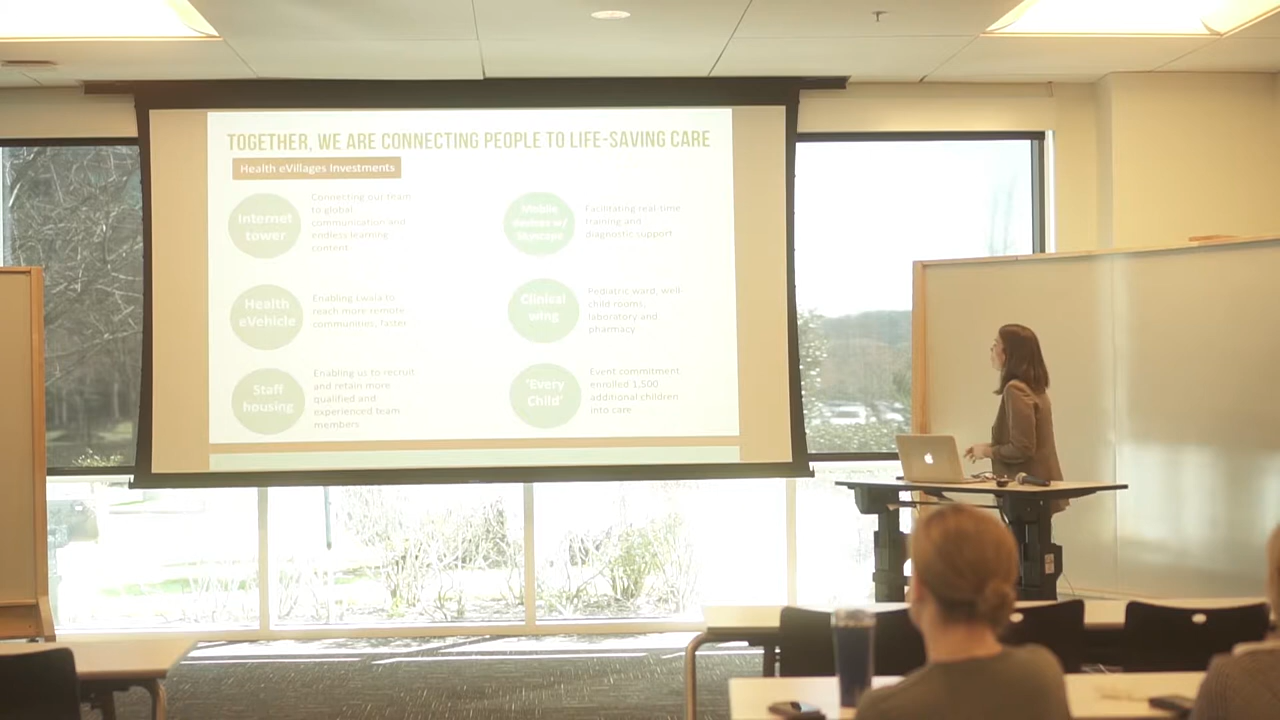 TOGETHER, WE ARE CONNECTING PEOPLE TO LIFE-SAVING CARE
Health eVillages Investments
Internet
tower
Connecting our team
to global
communication and
endless learning
content
Mobile
Facilitating real-time
training and
diagnostic support
Health
eVehicle
Enabling Lwala to
reach more remote
communities, faster
Clinical
wing
Pediatric ward, well-
child rooms,
laboratory and
pharmacy
Staff
housing
Enabling us to recruit
and retain more
qualified and
experienced team
members
'Every
Child'
Event commitment
enrolled 1,500
additional children
into care